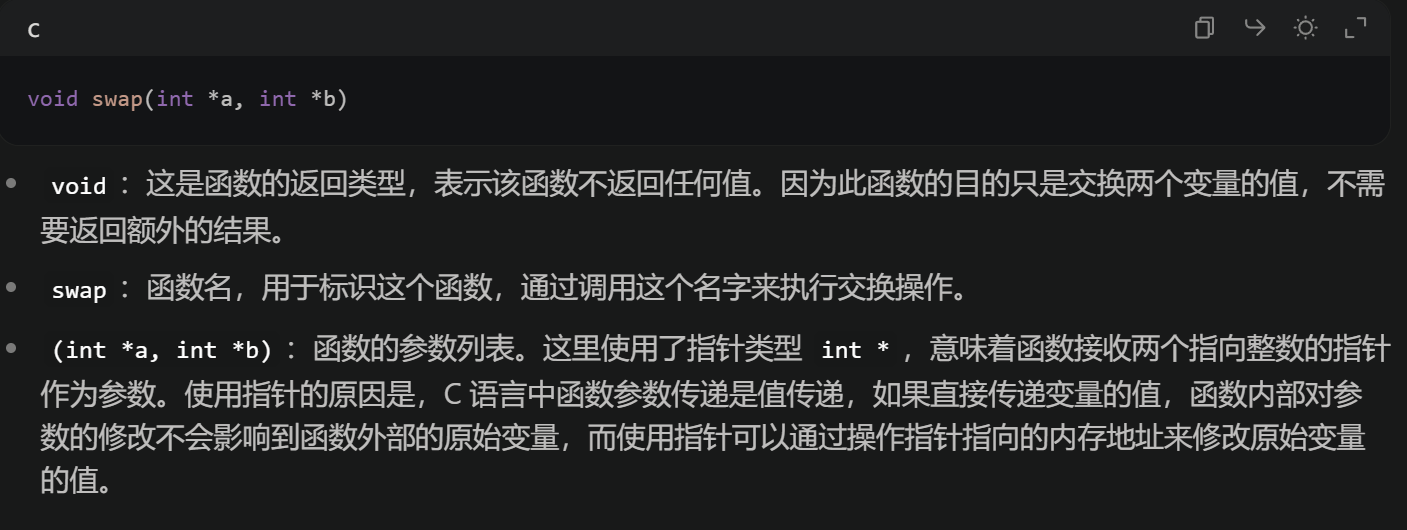 C
void swap(int *a, int *b)
void：这是函数的返回类型，表示该函数不返回任何值。因为此函数的目的只是交换两个变量的值，不需
要返回额外的结果。
swap：函数名，用于标识这个函数，通过调用这个名字来执行交换操作。
(int *a, int *b)：函数的参数列表。这里使用了指针类型 int * ，意味着函数接收两个指向整数的指针
作为参数。使用指针的原因是，C 语言中函数参数传递是值传递，如果直接传递变量的值，函数内部对参
数的修改不会影响到函数外部的原始变量，而使用指针可以通过操作指针指向的内存地址来修改原始变量
的值。